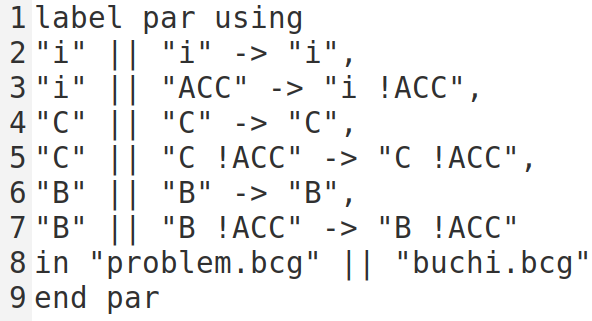 1 label par using
2 "i" || "i" -> "i",
3 "i" || "ACC" -> "i !ACC",
4 "C" || "C" -> "C",
5 "C" || "C !ACC" -> "C !ACC",
6 "B" || "B" -> "B",
7 "B" || "B !ACC" -> "B !ACC"
8 in "problem.bcg" || "buchi.bcg"
9 end par